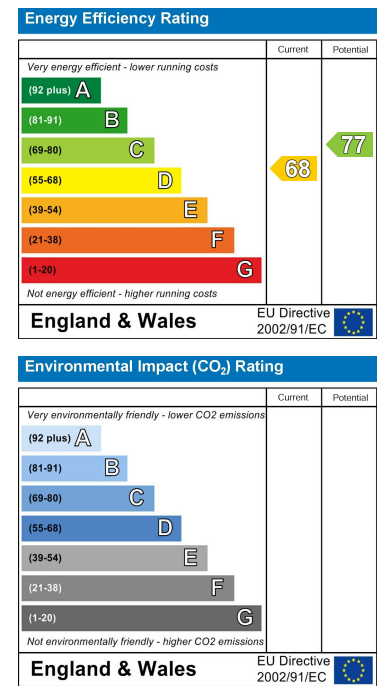 Energy Efficiency Rating
Current Potential
Very energy efficient - lower running costs
(92 plus) A
(81-91) B
(69-80) C
77
68
(55-68) D
(39-54) E
(21-38) F
(1-20) G
Not energy efficient - higher running costs
England & Wales
EU Directive
2002/91/EC
Environmental Impact (CO₂) Rating
Current Potential
Very environmentally friendly - lower CO2 emissions
(92 plus) A
(81-91) B
(69-80) C
(55-68) D
(39-54) E
(21-38) F
(1-20) G
Not environmentally friendly - higher CO2 emissions
England & Wales
EU Directive
2002/91/EC